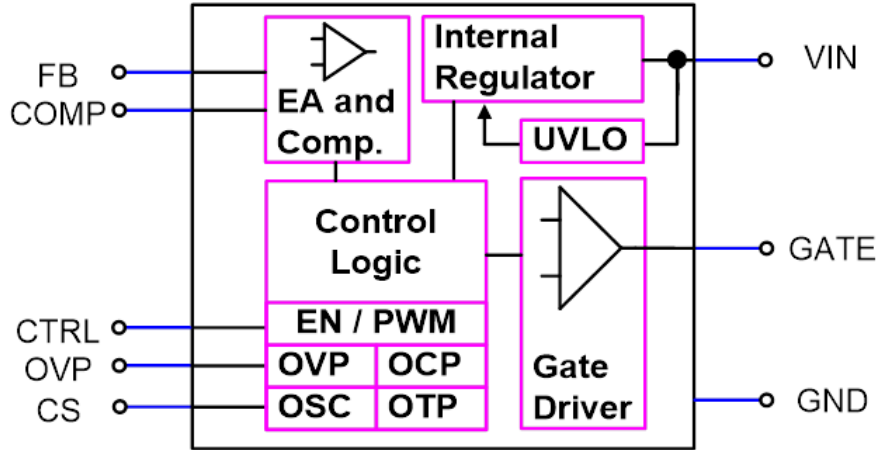 FB
COMP
EA and
Comp.
Internal
Regulator
VIN
UVLO
Control
Logic
GATE
CTRL
EN / PWM
OVP
OVP
OCP
CS
OSC
OTP
Gate
Driver
GND